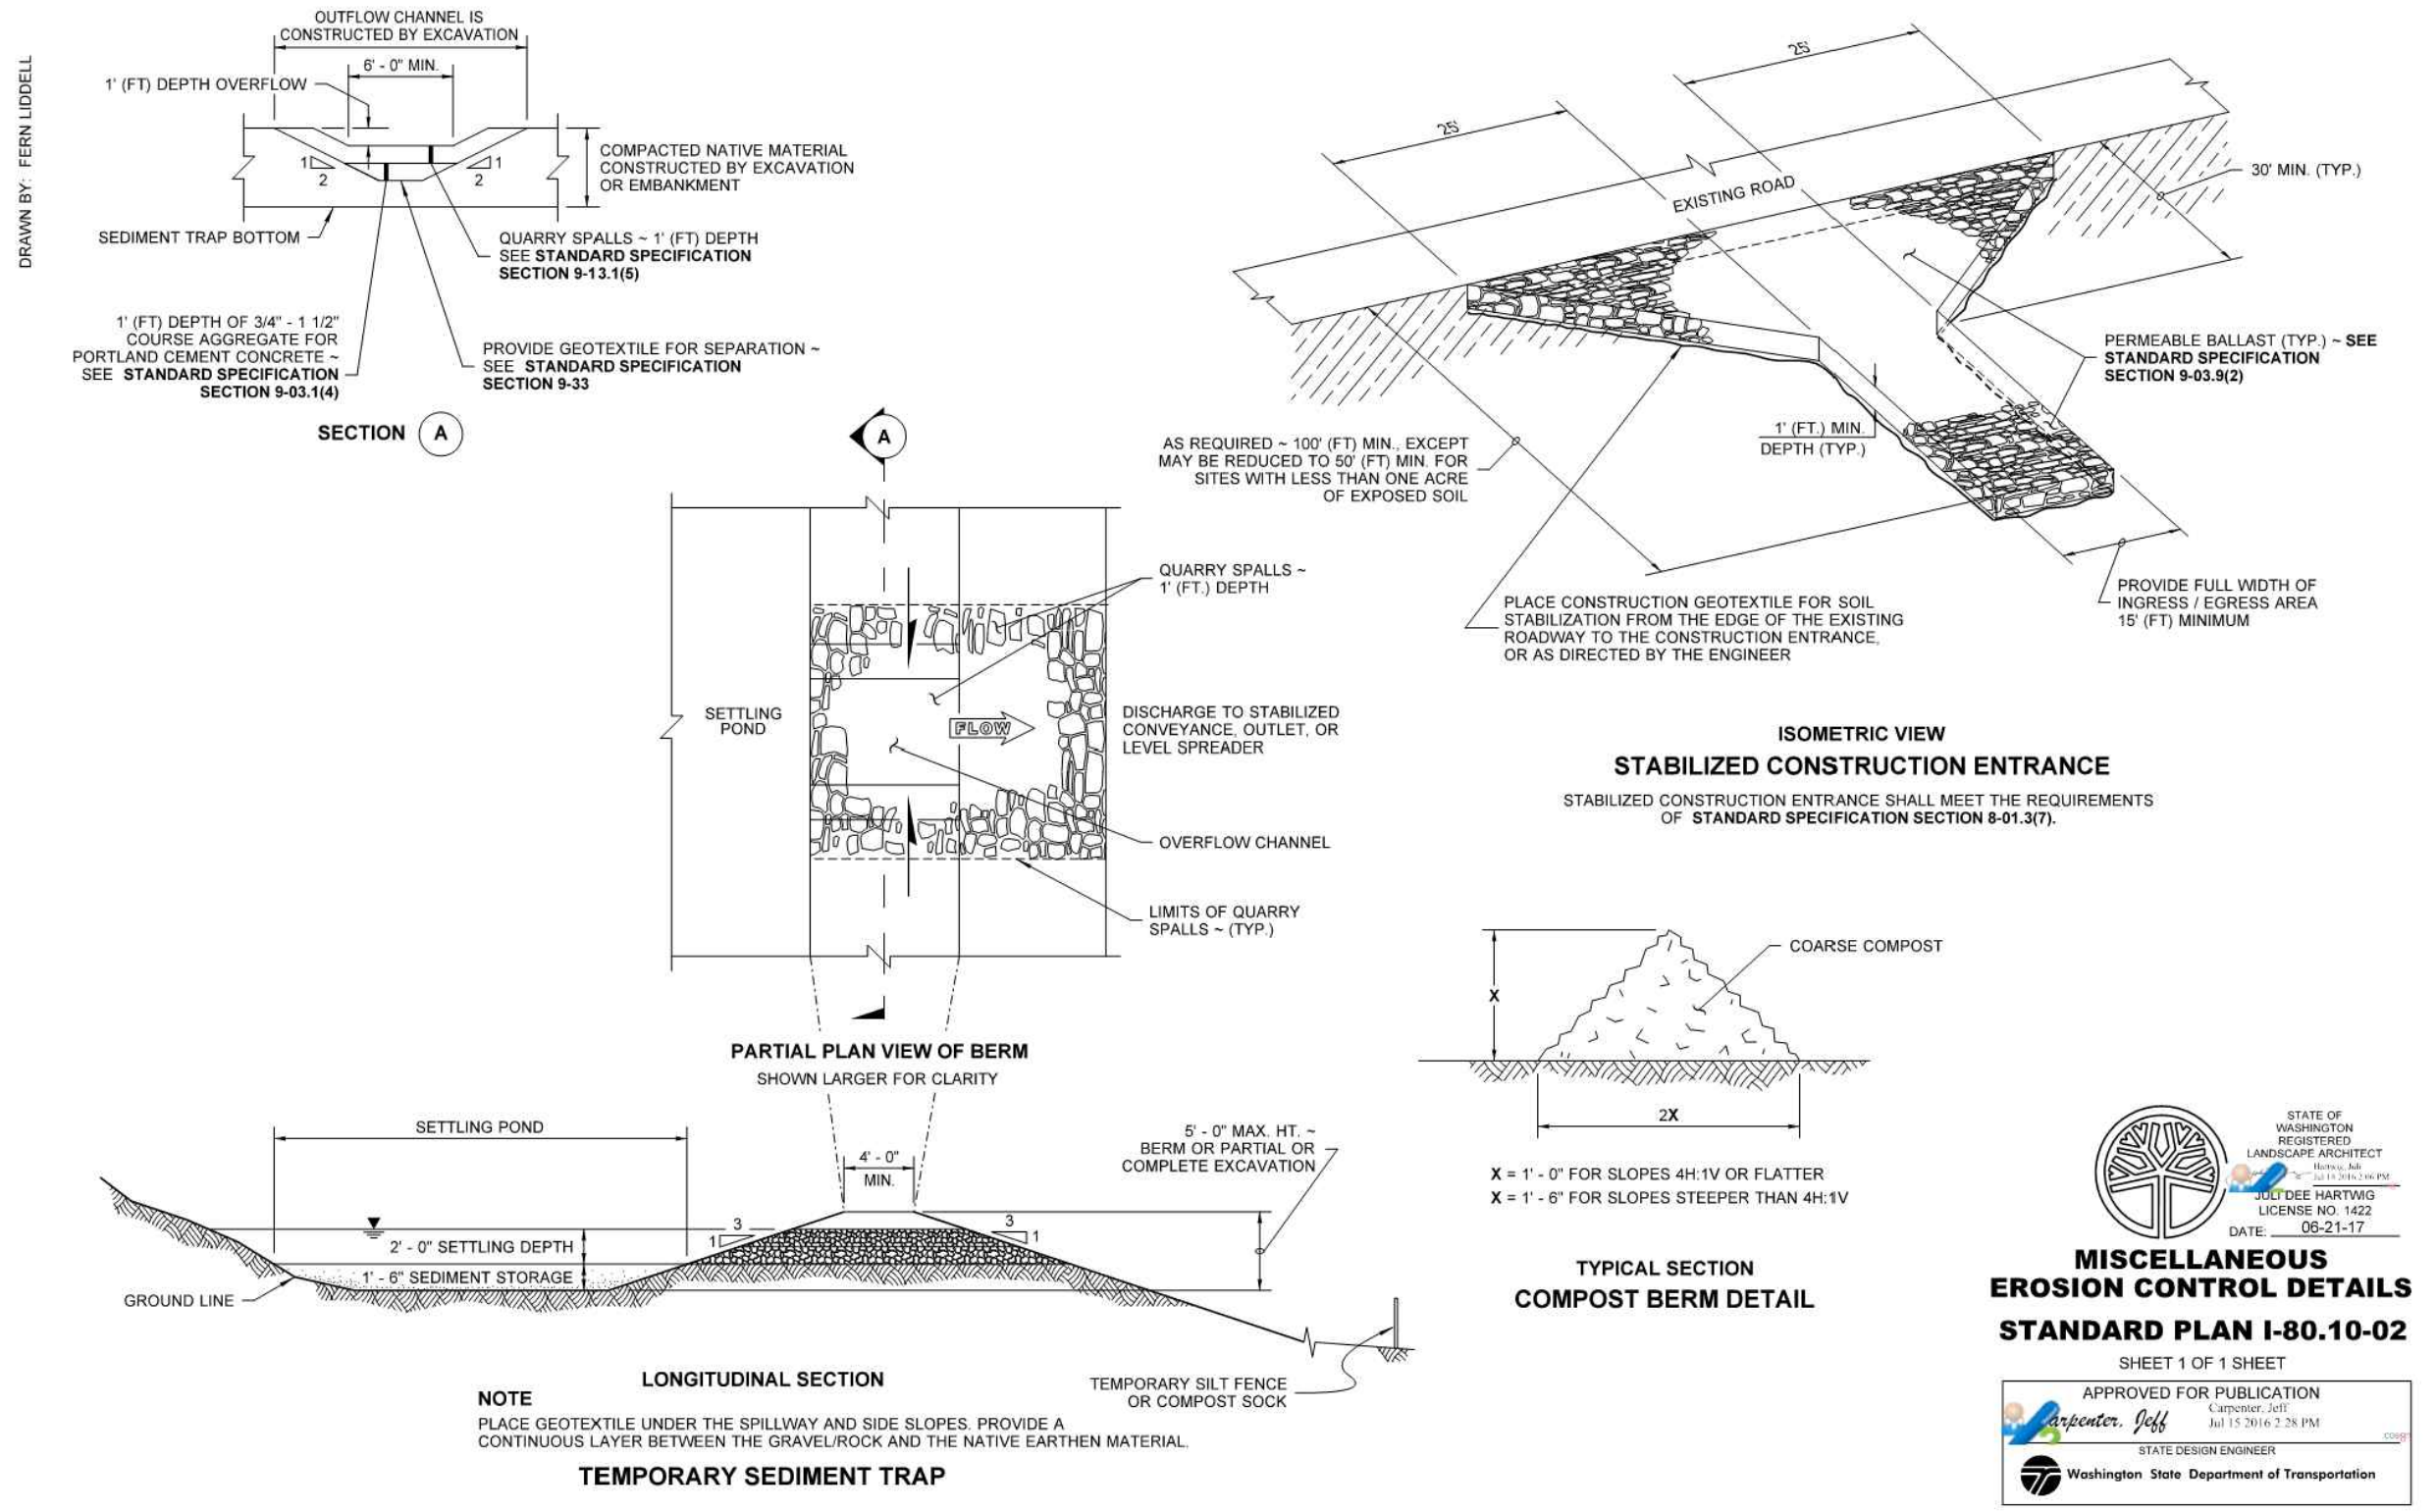 DRAWN BY: FERN LIDDELL
OUTFLOW CHANNEL IS
CONSTRUCTED BY EXCAVATION
6' - 0" MIN.
1' (FT) DEPTH OVERFLOW
1
2
1
2
COMPACTED NATIVE MATERIAL
CONSTRUCTED BY EXCAVATION
OR EMBANKMENT
SEDIMENT TRAP BOTTOM
QUARRY SPALLS ~ 1' (FT) DEPTH
SEE STANDARD SPECIFICATION
SECTION 9-13.1(5)
1' (FT) DEPTH OF 3/4" - 1 1/2"
COURSE AGGREGATE FOR
PORTLAND CEMENT CONCRETE ~
SEE STANDARD SPECIFICATION
SECTION 9-03.1(4)
PROVIDE GEOTEXTILE FOR SEPARATION ~
SEE STANDARD SPECIFICATION
SECTION 9-33
SECTION A
A
QUARRY SPALLS ~
1' (FT.) DEPTH
SETTLING
POND
FLOW
DISCHARGE TO STABILIZED
CONVEYANCE, OUTLET, OR
LEVEL SPREADER
OVERFLOW CHANNEL
LIMITS OF QUARRY
SPALLS ~ (TYP.)
PARTIAL PLAN VIEW OF BERM
SHOWN LARGER FOR CLARITY
SETTLING POND
4' - 0"
MIN.
5' - 0" MAX. HT. ~
BERM OR PARTIAL OR
COMPLETE EXCAVATION
3
1
3
1
2' - 0" SETTLING DEPTH
1' - 6" SEDIMENT STORAGE
GROUND LINE
LONGITUDINAL SECTION
TEMPORARY SILT FENCE
OR COMPOST SOCK
NOTE
PLACE GEOTEXTILE UNDER THE SPILLWAY AND SIDE SLOPES. PROVIDE A
CONTINUOUS LAYER BETWEEN THE GRAVEL/ROCK AND THE NATIVE EARTHEN MATERIAL.
TEMPORARY SEDIMENT TRAP
25'
25'
EXISTING ROAD
30' MIN. (TYP.)
PERMEABLE BALLAST (TYP.) ~ SEE
STANDARD SPECIFICATION
SECTION 9-03.9(2)
1' (FT.) MIN.
DEPTH (TYP.)
AS REQUIRED ~ 100' (FT) MIN., EXCEPT
MAY BE REDUCED TO 50' (FT) MIN. FOR
SITES WITH LESS THAN ONE ACRE
OF EXPOSED SOIL
PLACE CONSTRUCTION GEOTEXTILE FOR SOIL
STABILIZATION FROM THE EDGE OF THE EXISTING
ROADWAY TO THE CONSTRUCTION ENTRANCE,
OR AS DIRECTED BY THE ENGINEER
PROVIDE FULL WIDTH OF
INGRESS / EGRESS AREA
15' (FT) MINIMUM
ISOMETRIC VIEW
STABILIZED CONSTRUCTION ENTRANCE
STABILIZED CONSTRUCTION ENTRANCE SHALL MEET THE REQUIREMENTS
OF STANDARD SPECIFICATION SECTION 8-01.3(7).
COARSE COMPOST
X
2X
X = 1' - 0" FOR SLOPES 4H:1V OR FLATTER
X = 1' - 6" FOR SLOPES STEEPER THAN 4H:1V
TYPICAL SECTION
COMPOST BERM DETAIL
STATE OF
WASHINGTON
REGISTERED
LANDSCAPE ARCHITECT
JULI DEE HARTWIG
LICENSE NO. 1422
DATE: 06-21-17
MISCELLANEOUS
EROSION CONTROL DETAILS
STANDARD PLAN I-80.10-02
SHEET 1 OF 1 SHEET
APPROVED FOR PUBLICATION
Carpenter, Jeff
Carpenter, Jeff
Jul 15 2016 2:28 PM
STATE DESIGN ENGINEER
Washington State Department of Transportation